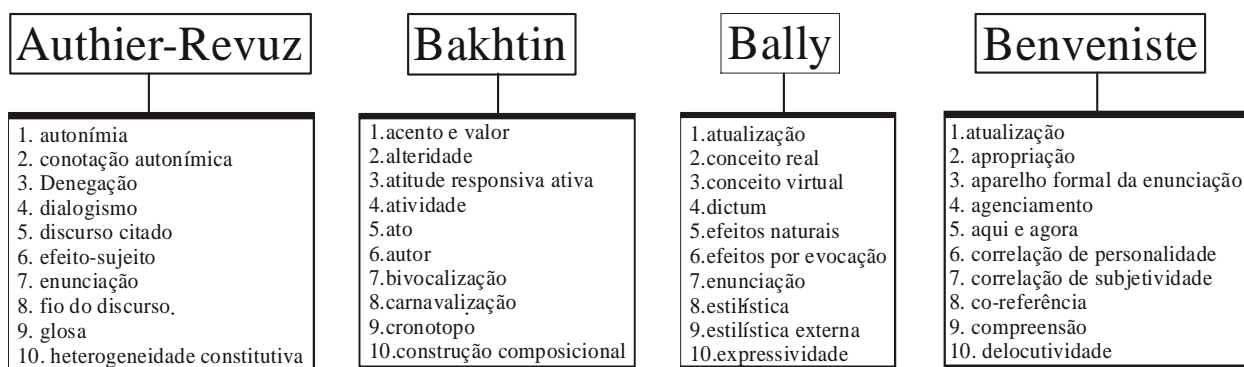 Authier-Revuz
1. autonímia
2. conotação autonímica
3. Denegação
4. dialogismo
5. discurso citado
6. efeito-sujeito
7. enunciação
8. fio do discurso.
9. glosa
10. heterogeneidade constitutiva
Bakhtin
1.acento e valor
2.alteridade
3.atitude responsiva ativa
4.atividade
5.ato
6.autor
7.bivocalização
8.carnavalização
9.cronotopo
10.construção composicional
Bally
1.atualização
2.conceito real
3.conceito virtual
4.dictum
5.efeitos naturais
6.efeitos por evocação
7.enunciação
8.estilística
9.estilística externa
10.expressividade
Benveniste
1.atualização
2. apropriação
3. aparelho formal da enunciação
4. agenciamento
5. aqui e agora
6. correlação de personalidade
7. correlação de subjetividade
8. co-referência
9. compreensão
10. delocutividade